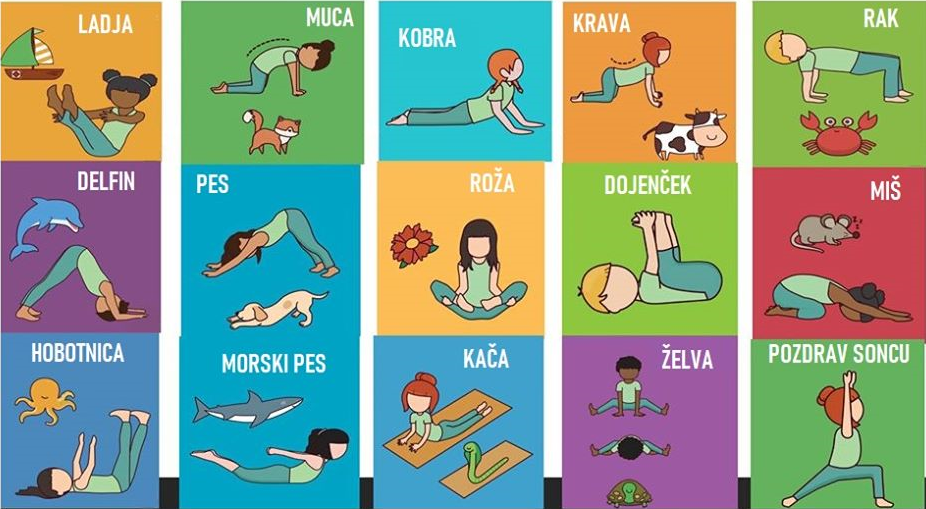 LADJA
MUCA
KOBRA
KRAVA
RAK
DELFIN
PES
ROŽA
DOJENČEK
MIŠ
HOBOTNICA
MORSKI PES
KAČA
ŽELVA
POZDRAV SONCU